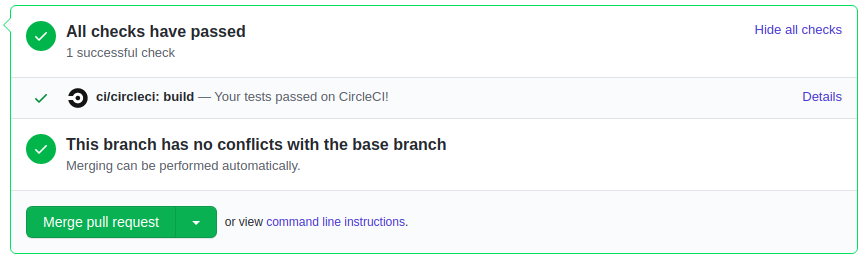 All checks have passed
Hide all checks
1 successful check
ci/circleci: build — Your tests passed on CircleCI!
Details
This branch has no conflicts with the base branch
Merging can be performed automatically.
Merge pull request
or view command line instructions.